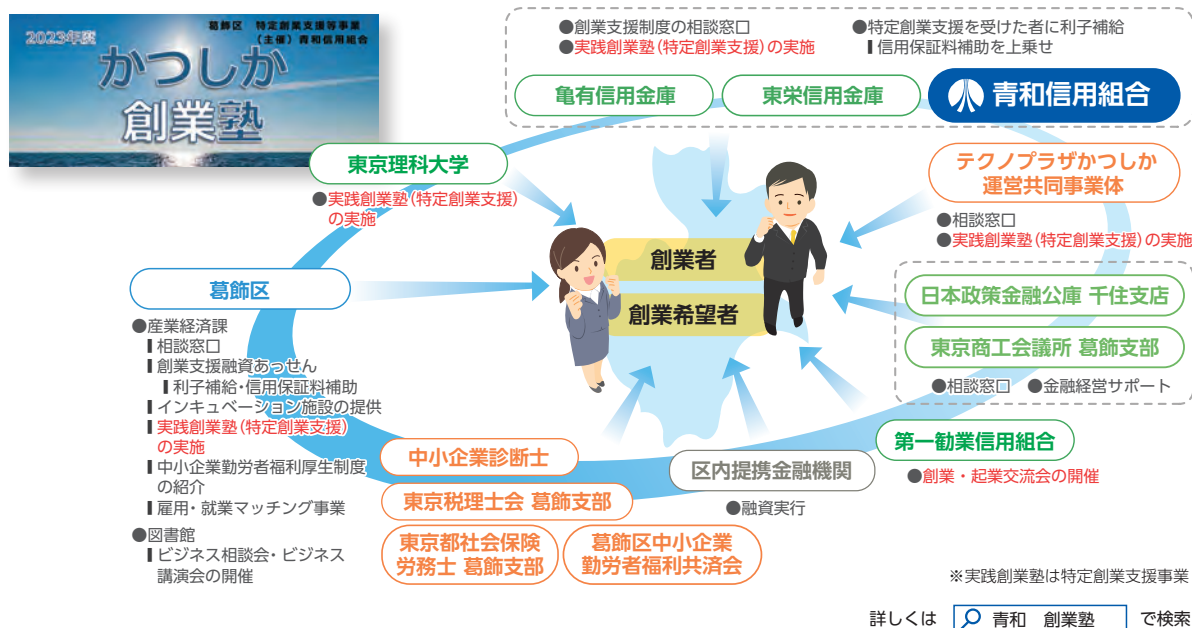 2023年度
葛飾区 特定創業支援等事業
(主催)青和信用組合
かつしか
創業塾
●創業支援制度の相談窓口
●実践創業塾(特定創業支援)の実施
●特定創業支援を受けた者に利子補給
┃信用保証料補助を上乗せ
亀有信用金庫
東栄信用金庫
青和信用組合
東京理科大学
●実践創業塾(特定創業支援)
の実施
テクノプラザかつしか
運営共同事業体
●相談窓口
●実践創業塾(特定創業支援)の実施
創業者
創業希望者
葛飾区
●産業経済課
┃相談窓口
┃創業支援融資あっせん
┃利子補給・信用保証料補助
┃インキュベーション施設の提供
┃実践創業塾(特定創業支援)
の実施
┃中小企業勤労者福利厚生制度
の紹介
┃雇用・就業マッチング事業
●図書館
┃ビジネス相談会・ビジネス
講演会の開催
日本政策金融公庫 千住支店
東京商工会議所 葛飾支部
●相談窓口 ●金融経営サポート
第一勧業信用組合
●創業・起業交流会の開催
中小企業診断士
東京税理士会 葛飾支部
東京都社会保険
労務士 葛飾支部
葛飾区中小企業
勤労者福利共済会
区内提携金融機関
●融資実行
※実践創業塾は特定創業支援事業
詳しくは 青和 創業塾 で検索